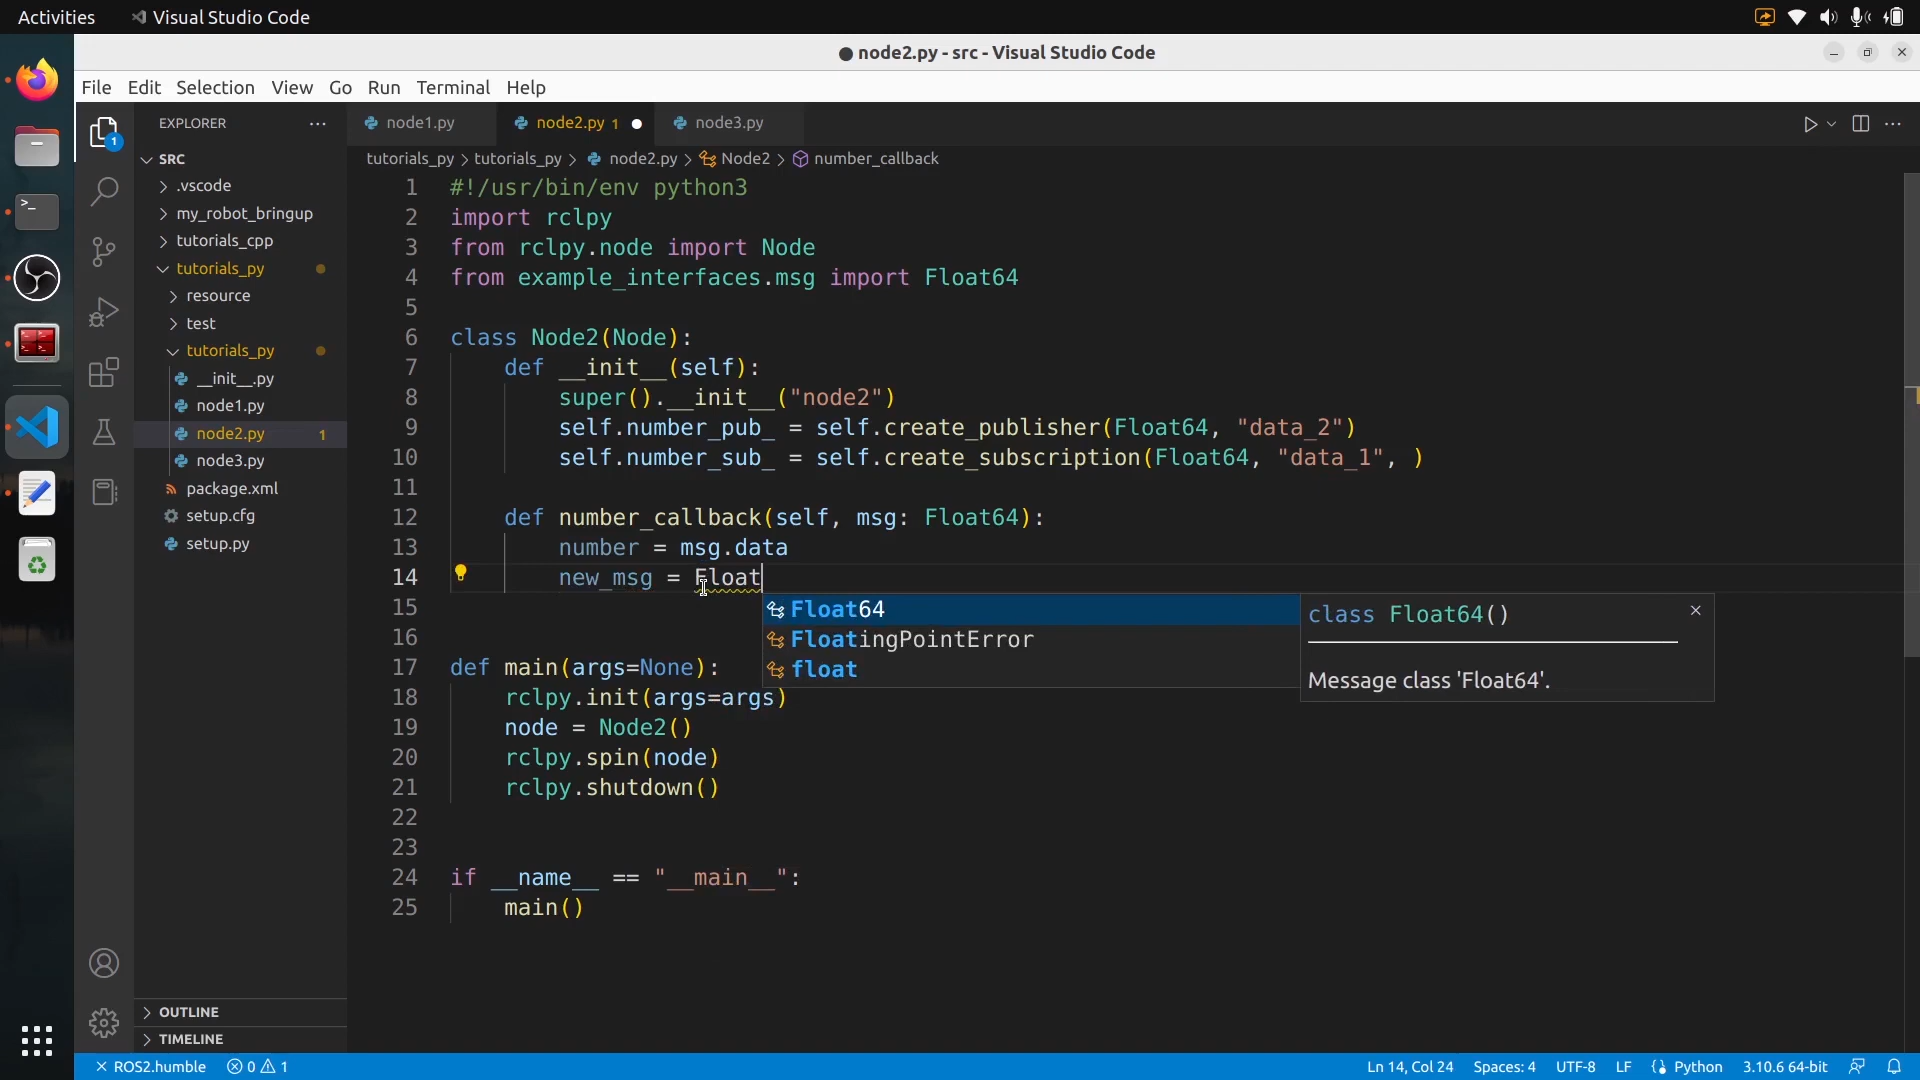 Activities
Visual Studio Code
node2.py - src - Visual Studio Code
File Edit Selection View Go Run Terminal Help
1
EXPLORER
SRC
.vscode
my_robot_bringup
tutorials_cpp
tutorials_py
resource
test
tutorials_py
__init__.py
node1.py
node2.py 1
node3.py
package.xml
setup.cfg
setup.py
OUTLINE
TIMELINE
node1.py
node2.py 1
node3.py
tutorials_py > tutorials_py > node2.py > Node2 > number_callback
1 #!/usr/bin/env python3
2 import rclpy
3 from rclpy.node import Node
4 from example_interfaces.msg import Float64
5
6 class Node2(Node):
7 def __init__(self):
8 super().__init__("node2")
9 self.number_pub_ = self.create_publisher(Float64, "data_2")
10 self.number_sub_ = self.create_subscription(Float64, "data_1", )
11
12 def number_callback(self, msg: Float64):
13 number = msg.data
14 new_msg = Float
15
16
17 def main(args=None):
18 rclpy.init(args=args)
19 node = Node2()
20 rclpy.spin(node)
21 rclpy.shutdown()
22
23
24 if __name__ == "__main__":
25 main()
Float64
FloatingPointError
float
class Float64()
Message class 'Float64'.
ROS2.humble 0 1 Ln 14, Col 24 Spaces: 4 UTF-8 LF Python 3.10.6 64-bit